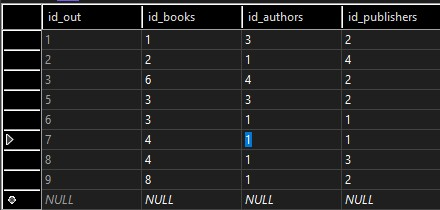 id_out id_books id_authors id_publishers
1 1 3 2
2 2 1 4
3 6 4 2
5 3 3 2
6 3 1 1
7 4 1 1
8 4 1 3
9 8 1 2
NULL NULL NULL NULL